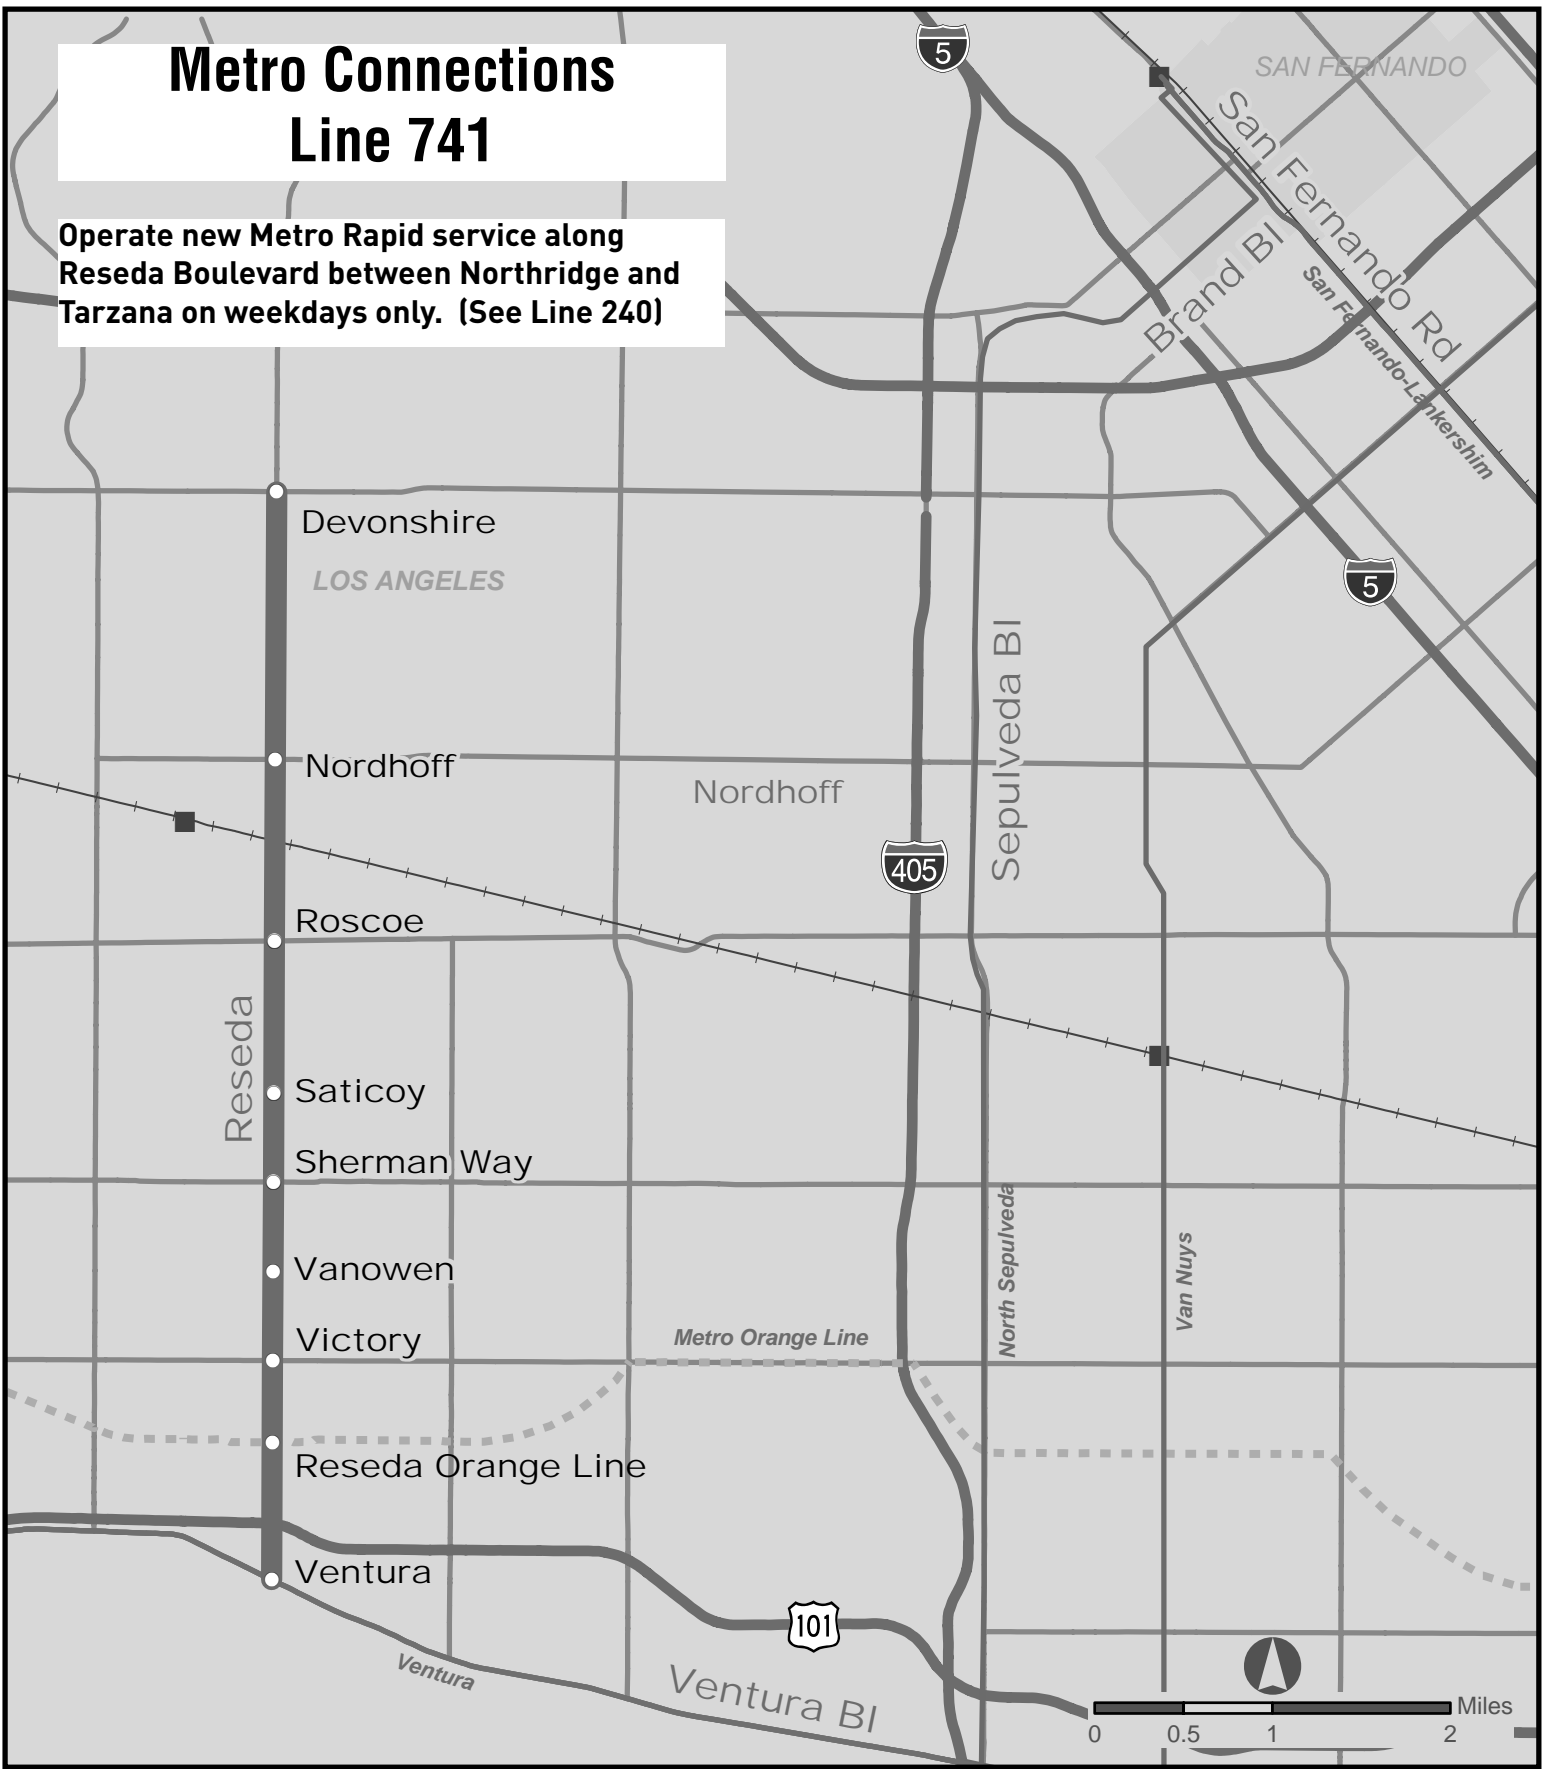 Metro Connections
Line 741
Operate new Metro Rapid service along
Reseda Boulevard between Northridge and
Tarzana on weekdays only.  (See Line 240)
5
SAN FERNANDO
San Fernando Rd
Brand Bl
San Fernando-Lankershim
Devonshire
LOS ANGELES
5
Sepulveda Bl
Nordhoff
Nordhoff
405
Roscoe
Reseda
Saticoy
Sherman Way
North Sepulveda
Van Nuys
Vanowen
Victory
Metro Orange Line
Reseda Orange Line
Ventura
101
Ventura
Ventura Bl
Miles
0 0.5 1 2